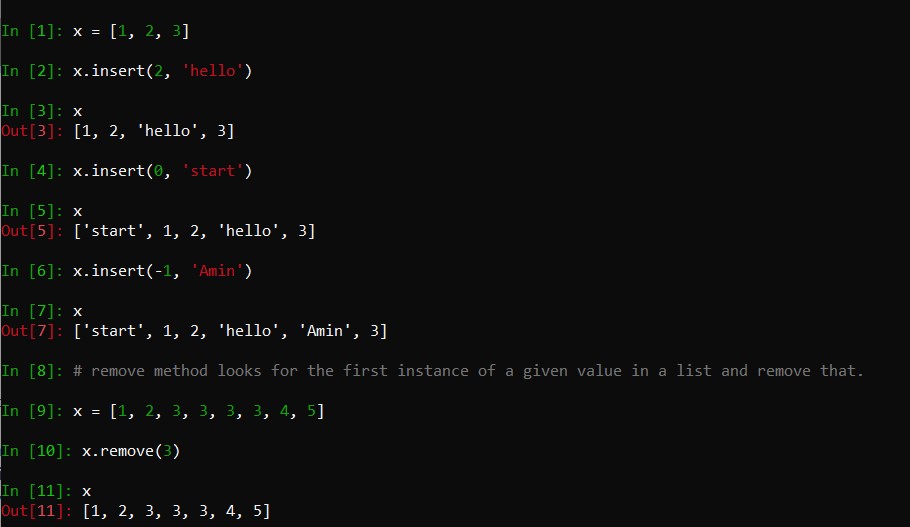 In [1]: x = [1, 2, 3]
In [2]: x.insert(2, 'hello')
In [3]: x
Out[3]: [1, 2, 'hello', 3]
In [4]: x.insert(0, 'start')
In [5]: x
Out[5]: ['start', 1, 2, 'hello', 3]
In [6]: x.insert(-1, 'Amin')
In [7]: x
Out[7]: ['start', 1, 2, 'hello', 'Amin', 3]
In [8]: # remove method looks for the first instance of a given value in a list and remove that.
In [9]: x = [1, 2, 3, 3, 3, 3, 4, 5]
In [10]: x.remove(3)
In [11]: x
Out[11]: [1, 2, 3, 3, 3, 4, 5]